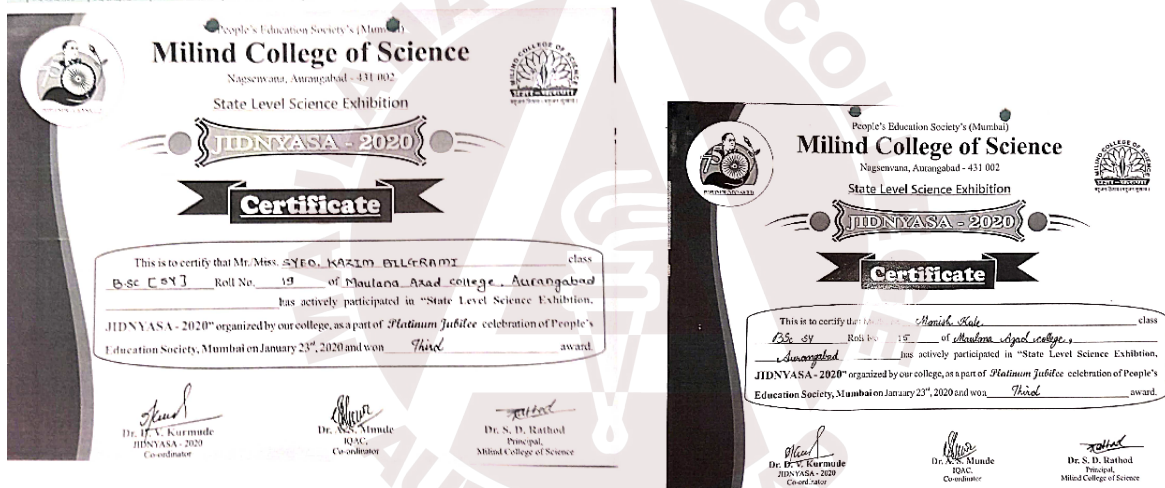 People's Education Society's (Mumbai)
Milind College of Science
Nagsenvana, Aurangabad - 431 002
State Level Science Exhibition
JIDNYASA - 2020
Certificate
This is to certify that Mr. Miss. SYED. KAZIM BILGRAMI class
B.SC [SY] Roll No. 19 of Maulana Azad college, Aurangabad
has actively participated in "State Level Science Exhibtion,
JIDNYASA - 2020" organized by our college, as a part of Platinum Jubilee celebration of People's
Education Society, Mumbai on January 23rd, 2020 and won Third award.
Dr. D. V. Kurmude
JIDNYASA - 2020
Co-ordinator
Dr. A. S. Munde
IQAC,
Co-ordinator
Rathod
Dr. S. D. Rathod
Principal,
Milind College of Science
People's Education Society's (Mumbai)
Milind College of Science
Nagsenvana, Aurangabad - 431 002
State Level Science Exhibition
JIDNYASA - 2020
Certificate
This is to certify that Manish Kale class
BSc SY Roll No 15 of Maulana Azad college,
Aurangabad has actively participated in "State Level Science Exhibtion,
JIDNYASA - 2020" organized by our college, as a part of Platinum Jubilee celebration of People's
Education Society, Mumbai on January 23rd, 2020 and won Third award.
Dr. D. V. Kurmude
JIDNYASA - 2020
Co-ordinator
Dr. A. S. Munde
IQAC,
Co-ordinator
Rathod
Dr. S. D. Rathod
Principal,
Milind College of Science